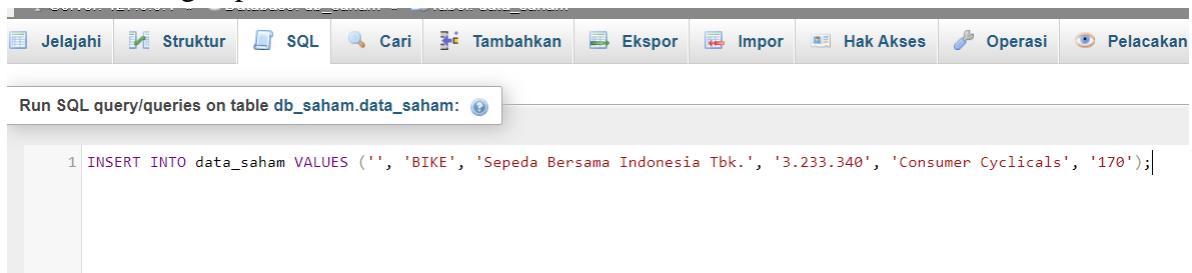 Jelajahi Struktur SQL Cari Tambahkan Ekspor Impor Hak Akses Operasi Pelacakan
Run SQL query/queries on table db_saham.data_saham:
1 INSERT INTO data_saham VALUES ('', 'BIKE', 'Sepeda Bersama Indonesia Tbk.', '3.233.340', 'Consumer Cyclicals', '170');